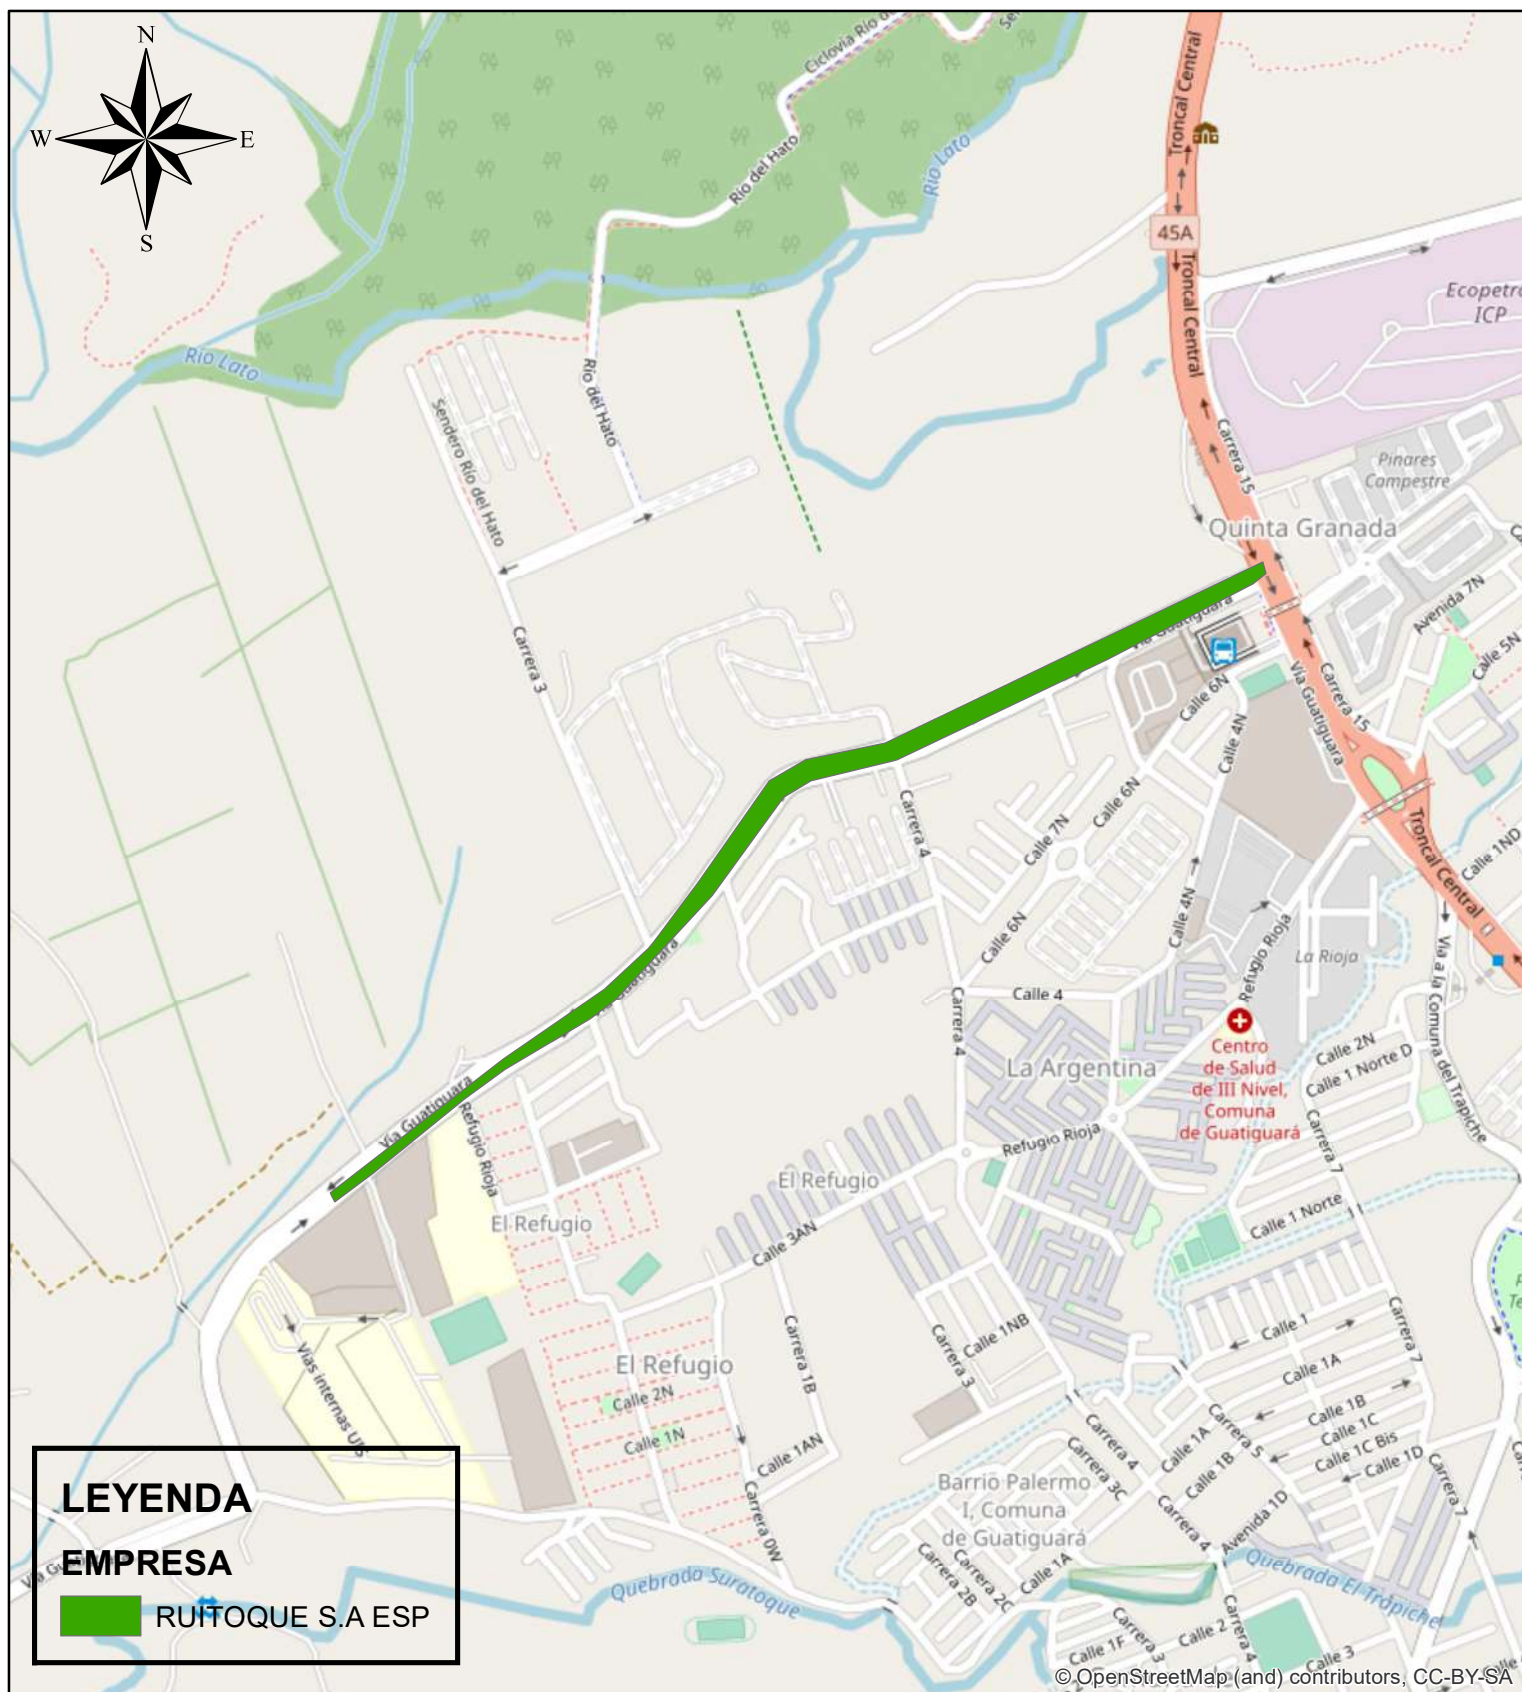 N
W
E
S
Ciclovia Río
Río del Hato
Río Lato
Troncal Central
45A
Troncal Central
Ecopetro
ICP
Río Lato
Río del Hato
Sendero Río del Hato
Carrera 15
Pinares
Campestre
Quinta Granada
Avenida 7N
Calle 5N
Carrera 3
Vía Guatiguará
Calle 6N
Calle 4N
Vía Guatiguará
Carrera 15
Carrera 4
Calle 7N
Calle 6N
Troncal Central
Calle 1ND
Calle 6N
Calle 4N
Refugio Rioja
La Rioja
Vía a la Comuna del Trapiche
Calle 4
Carrera 4
Centro
de Salud
de III Nivel,
Comuna
de Guatiguará
La Argentina
Calle 2N
Calle 1 Norte D
Vía Guatiguara
Refugio Rioja
Refugio Rioja
Carrera 7
El Refugio
El Refugio
Calle 3AN
Calle 1 Norte
Carrera 7
Calle 1
Calle 1A
Calle 1B
Calle 1C
Calle 1C Bis
Calle 1D
Carrera 7
Vías internas UIS
El Refugio
Calle 2N
Calle 1N
Carrera 1B
Calle 1AN
Carrera 0W
Carrera 3
Calle 1NB
Carrera 4
Carrera 3C
Carrera 5
Calle 1A
Calle 1B
Carrera 4
Avenida 1D
Barrio Palermo
I, Comuna
de Guatiguará
Calle 1A
Carrera 2C
Carrera 2B
Quebrada Suratoque
Quebrada El Trapiche
Calle 1F
Carrera 3
Calle 2
Carrera 4
Calle 3
LEYENDA
EMPRESA
RUITOQUE S.A ESP
© OpenStreetMap (and) contributors, CC-BY-SA